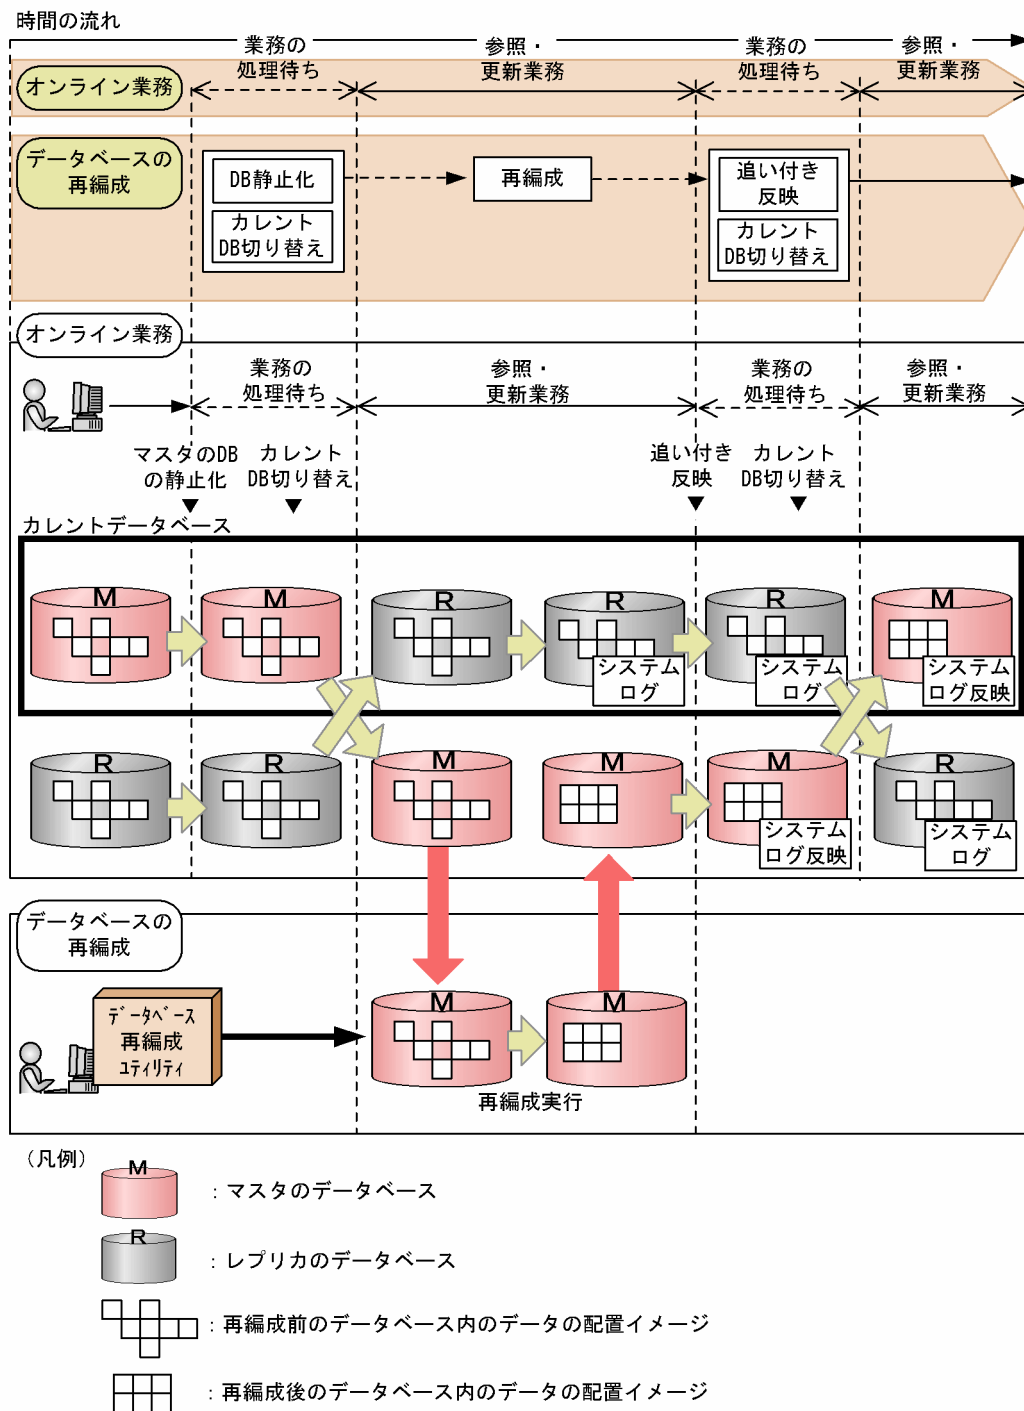 時間の流れ
業務の
処理待ち
参照・
更新業務
業務の
処理待ち
参照・
更新業務
オンライン業務
データベースの
再編成
DB静止化
カレント
DB切り替え
再編成
追い付き
反映
カレント
DB切り替え
オンライン業務
業務の
処理待ち
参照・
更新業務
業務の
処理待ち
参照・
更新業務
マスタのDB
の静止化
カレント
DB切り替え
追い付き
反映
カレント
DB切り替え
カレントデータベース
M
M
R
R
システム
ログ
R
システム
ログ
M
システム
ログ反映
R
R
M
M
M
システム
ログ反映
R
システム
ログ
データベースの
再編成
データベース
再編成
ユティリティ
M
M
再編成実行
（凡例）
M
：マスタのデータベース
R
：レプリカのデータベース
：再編成前のデータベース内のデータの配置イメージ
：再編成後のデータベース内のデータの配置イメージ